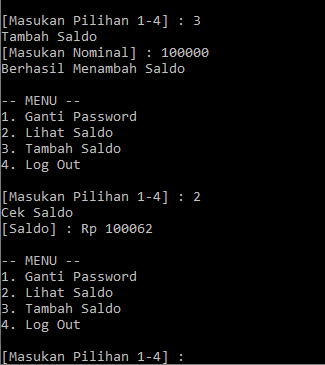 [Masukan Pilihan 1-4] : 3
Tambah Saldo
[Masukan Nominal] : 100000
Berhasil Menambah Saldo
-- MENU --
1. Ganti Password
2. Lihat Saldo
3. Tambah Saldo
4. Log Out
[Masukan Pilihan 1-4] : 2
Cek Saldo
[Saldo] : Rp 100062
-- MENU --
1. Ganti Password
2. Lihat Saldo
3. Tambah Saldo
4. Log Out
[Masukan Pilihan 1-4] :